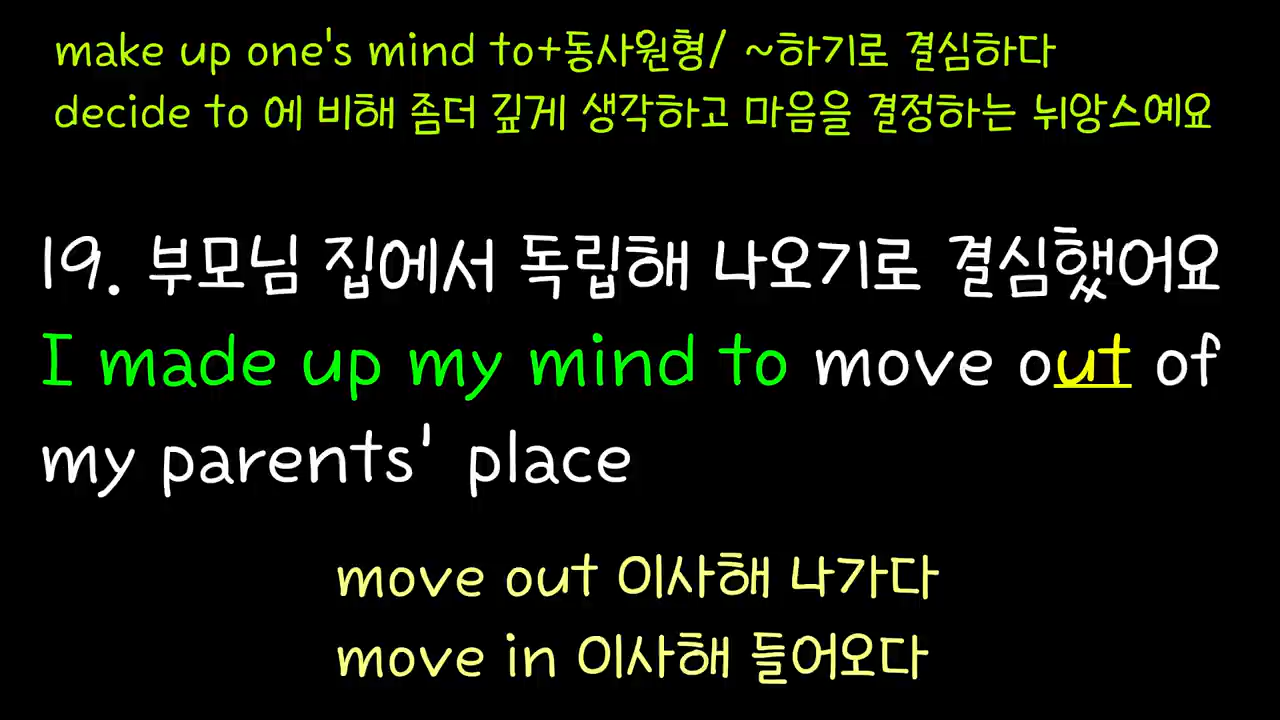 make up one's mind to+동사원형/ ~하기로 결심하다
decide to 에 비해 좀더 깊게 생각하고 마음을 결정하는 뉘앙스예요
19. 부모님 집에서 독립해 나오기로 결심했어요
I made up my mind to move out of
my parents' place
move out 이사해 나가다
move in 이사해 들어오다